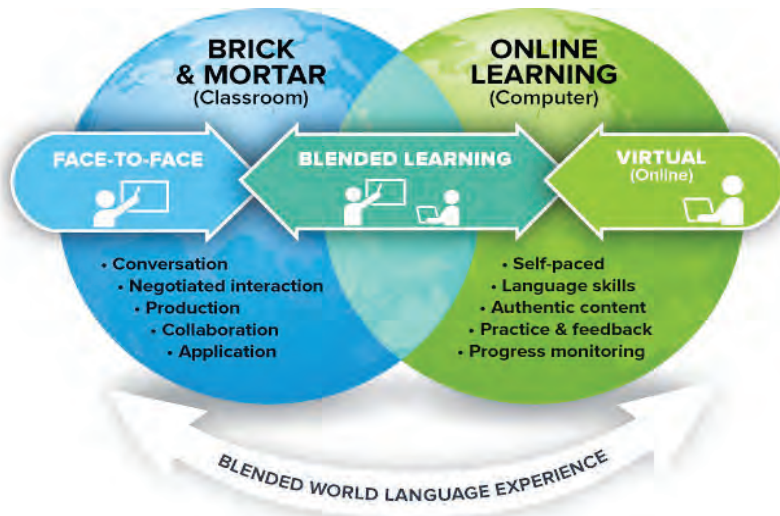 BRICK
& MORTAR
(Classroom)
ONLINE
LEARNING
(Computer)
FACE-TO-FACE
BLENDED LEARNING
VIRTUAL
(Online)
• Conversation
• Negotiated interaction
• Production
• Collaboration
• Application
• Self-paced
• Language skills
• Authentic content
• Practice & feedback
• Progress monitoring
BLENDED WORLD LANGUAGE EXPERIENCE